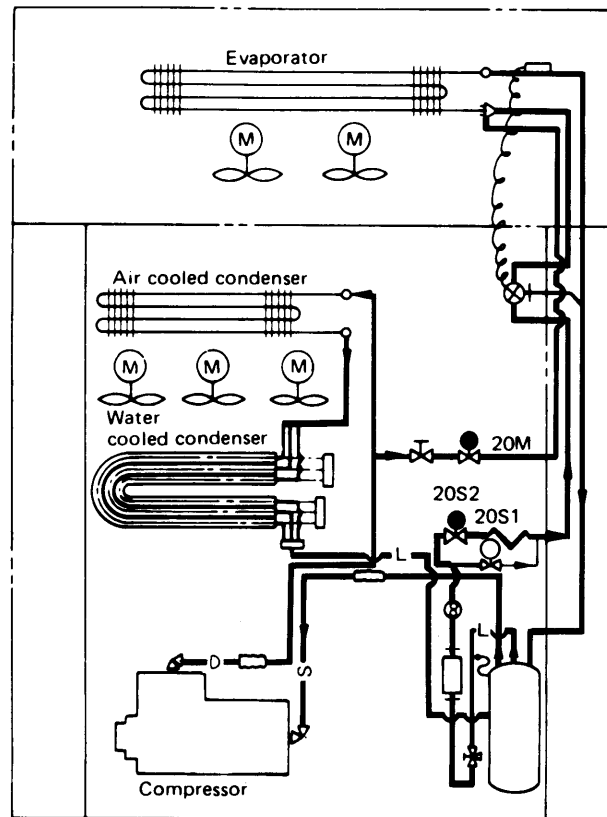 Evaporator
M M
Air cooled condenser
M M M
Water
cooled condenser
20M
20S2
20S1
L
L
D
S
Compressor